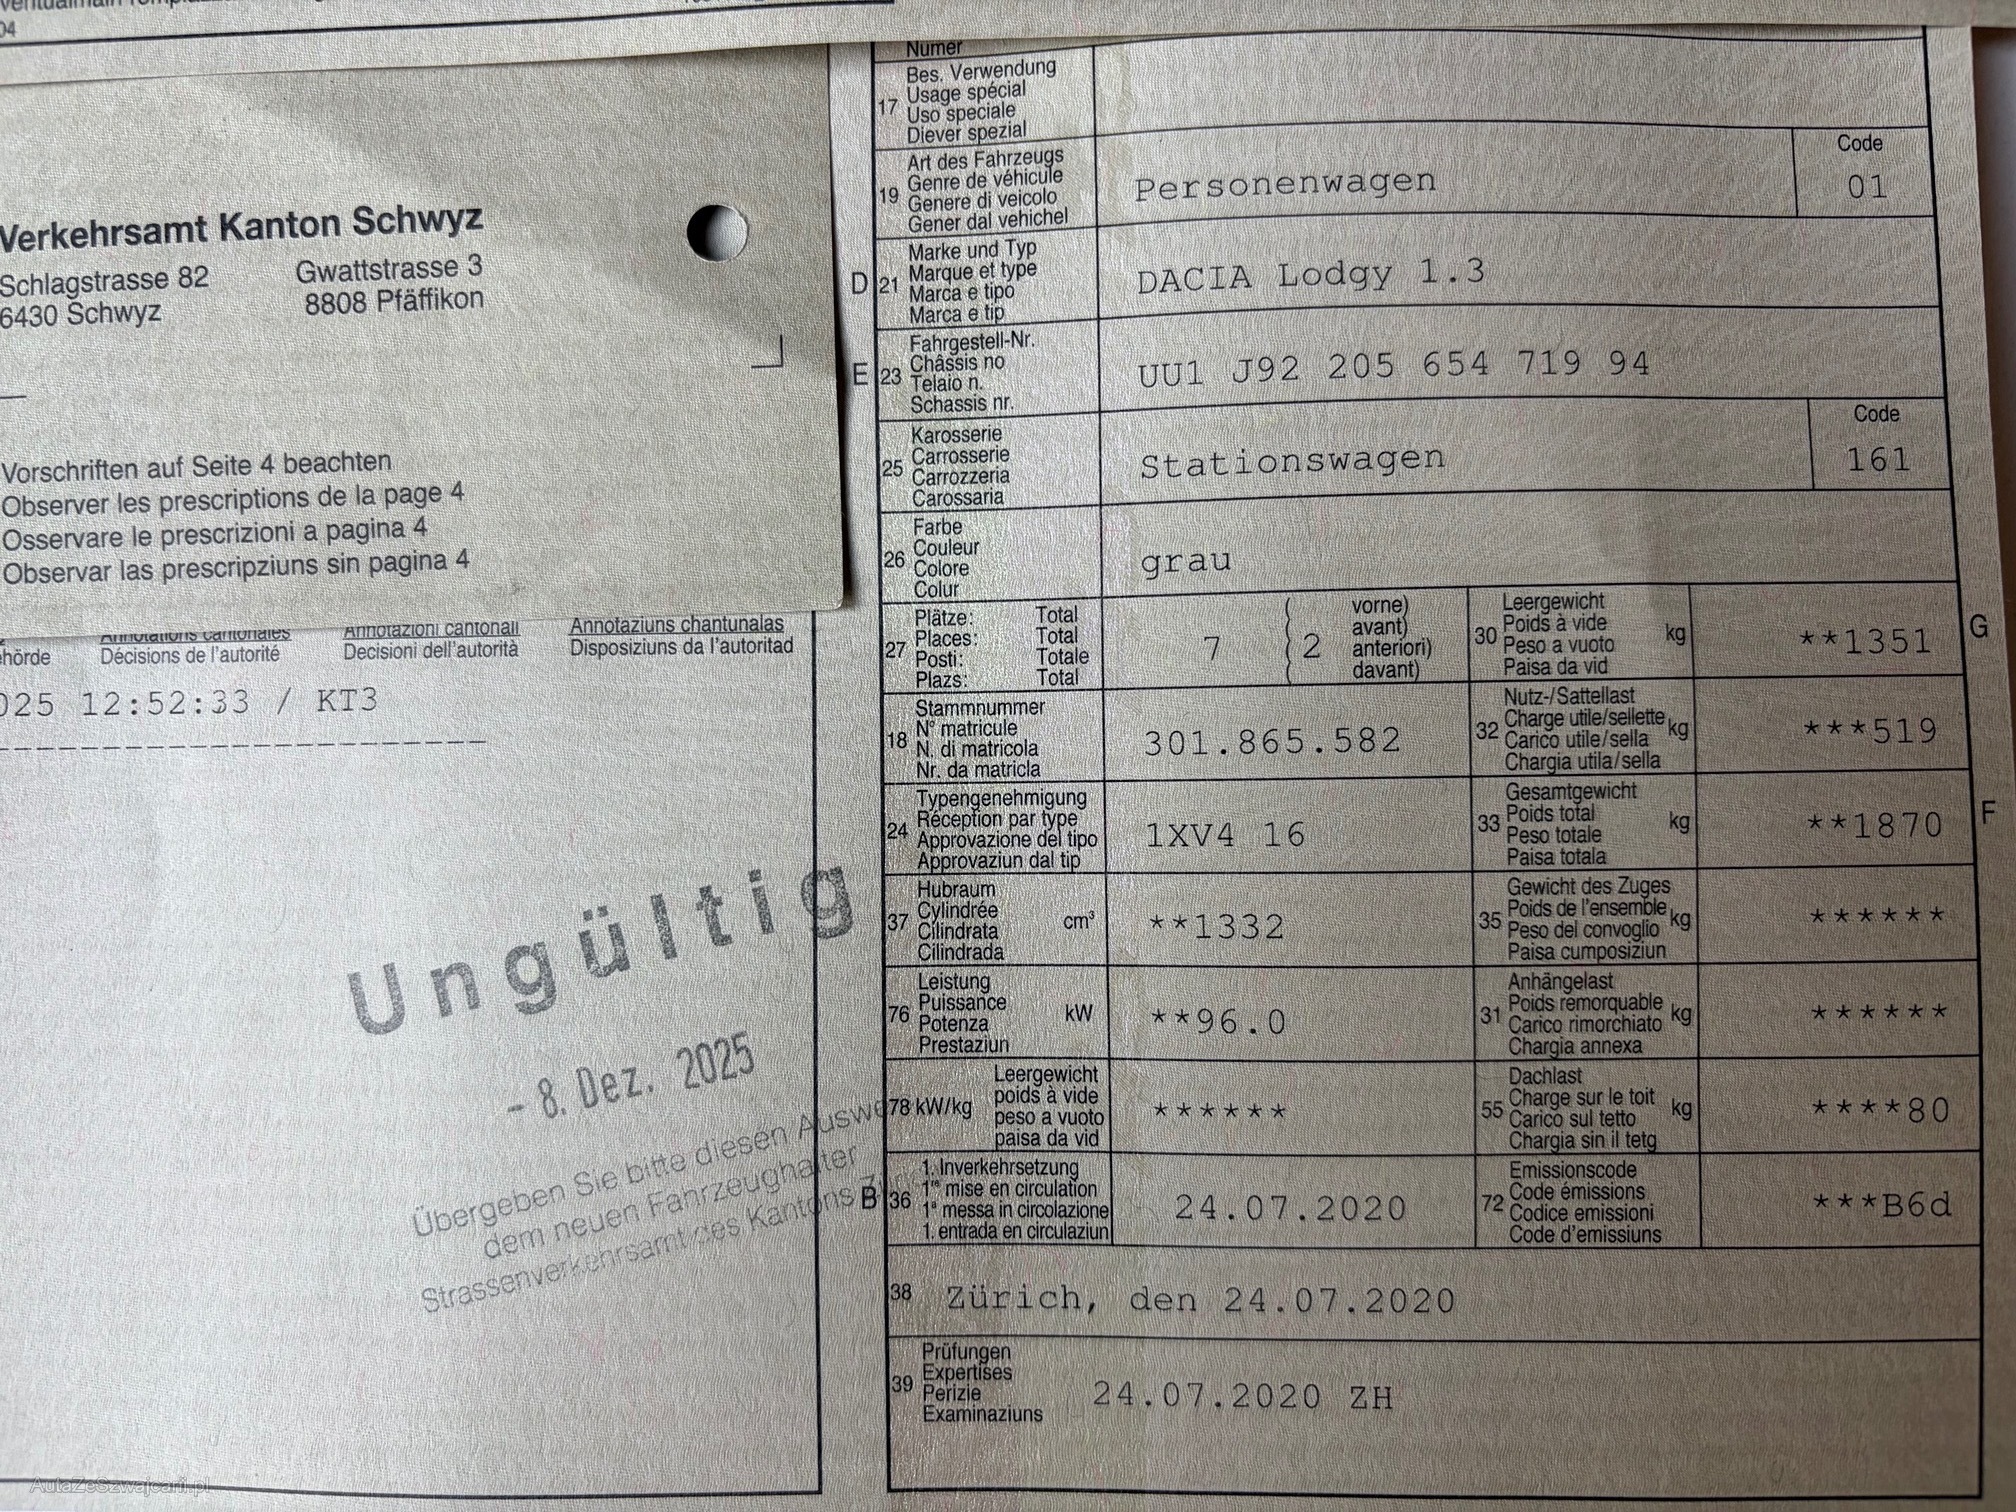 04
Verkehrsamt Kanton Schwyz
Schlagstrasse 82
6430 Schwyz
Gwattstrasse 3
8808 Pfäffikon
Vorschriften auf Seite 4 beachten
Observer les prescriptions de la page 4
Osservare le prescrizioni a pagina 4
Observar las prescripziuns sin pagina 4
Annotations cantonales
Décisions de l'autorité
Annotazioni cantonali
Decisioni dell'autorità
Annotaziuns chantunalas
Disposiziuns da l'autoritad
025 12:52:33 / KT3
Ungültig
- 8. Dez. 2025
Übergeben Sie bitte diesen
dem neuen Fahrzeughalter
Strassenverkehrsamt des Kantons
Numer
17 Bes. Verwendung
Usage spécial
Uso speciale
Diever spezial
19 Art des Fahrzeugs
Genre de véhicule
Genere di veicolo
Gener dal vehichel
Personenwagen
Code
01
D 21 Marke und Typ
Marque et type
Marca e tipo
Marca e tip
DACIA Lodgy 1.3
E 23 Fahrgestell-Nr.
Châssis no
Telaio n.
Schassis nr.
UU1 J92 205 654 719 94
25 Karosserie
Carrosserie
Carrozzeria
Carossaria
Stationswagen
Code
161
26 Farbe
Couleur
Colore
Colur
grau
27 Plätze: Total
Places: Total
Posti: Totale
Plazs: Total
7 2
vorne)
avant)
anteriori)
davant)
30 Leergewicht
Poids à vide kg
Peso a vuoto
Paisa da vid
**1351 G
18 Stammnummer
N° matricule
N. di matricola
Nr. da matricla
301.865.582
32 Nutz-/Sattellast
Charge utile/sellette kg
Carico utile/sella
Chargia utila/sella
***519
24 Typengenehmigung
Réception par type
Approvazione del tipo
Approvaziun dal tip
1XV4 16
33 Gesamtgewicht
Poids total kg
Peso totale
Paisa totala
**1870 F
37 Hubraum
Cylindrée cm³
Cilindrata
Cilindrada
**1332
35 Gewicht des Zuges
Poids de l'ensemble kg
Peso del convoglio
Paisa cumposiziun
******
76 Leistung
Puissance kW
Potenza
Prestaziun
**96.0
31 Anhängelast
Poids remorquable kg
Carico rimorchiato
Chargia annexa
******
78 kW/kg
Leergewicht
poids à vide
peso a vuoto
paisa da vid
******
55 Dachlast
Charge sur le toit kg
Carico sul tetto
Chargia sin il tetg
****80
B 36 1. Inverkehrsetzung
1re mise en circulation
1a messa in circolazione
1. entrada en circulaziun
24.07.2020
72 Emissionscode
Code émissions
Codice emissioni
Code d'emissiuns
***B6d
38 Zürich, den 24.07.2020
39 Prüfungen
Expertises
Perizie
Examinaziuns
24.07.2020 ZH
AutaZeSzwajcarii.pl